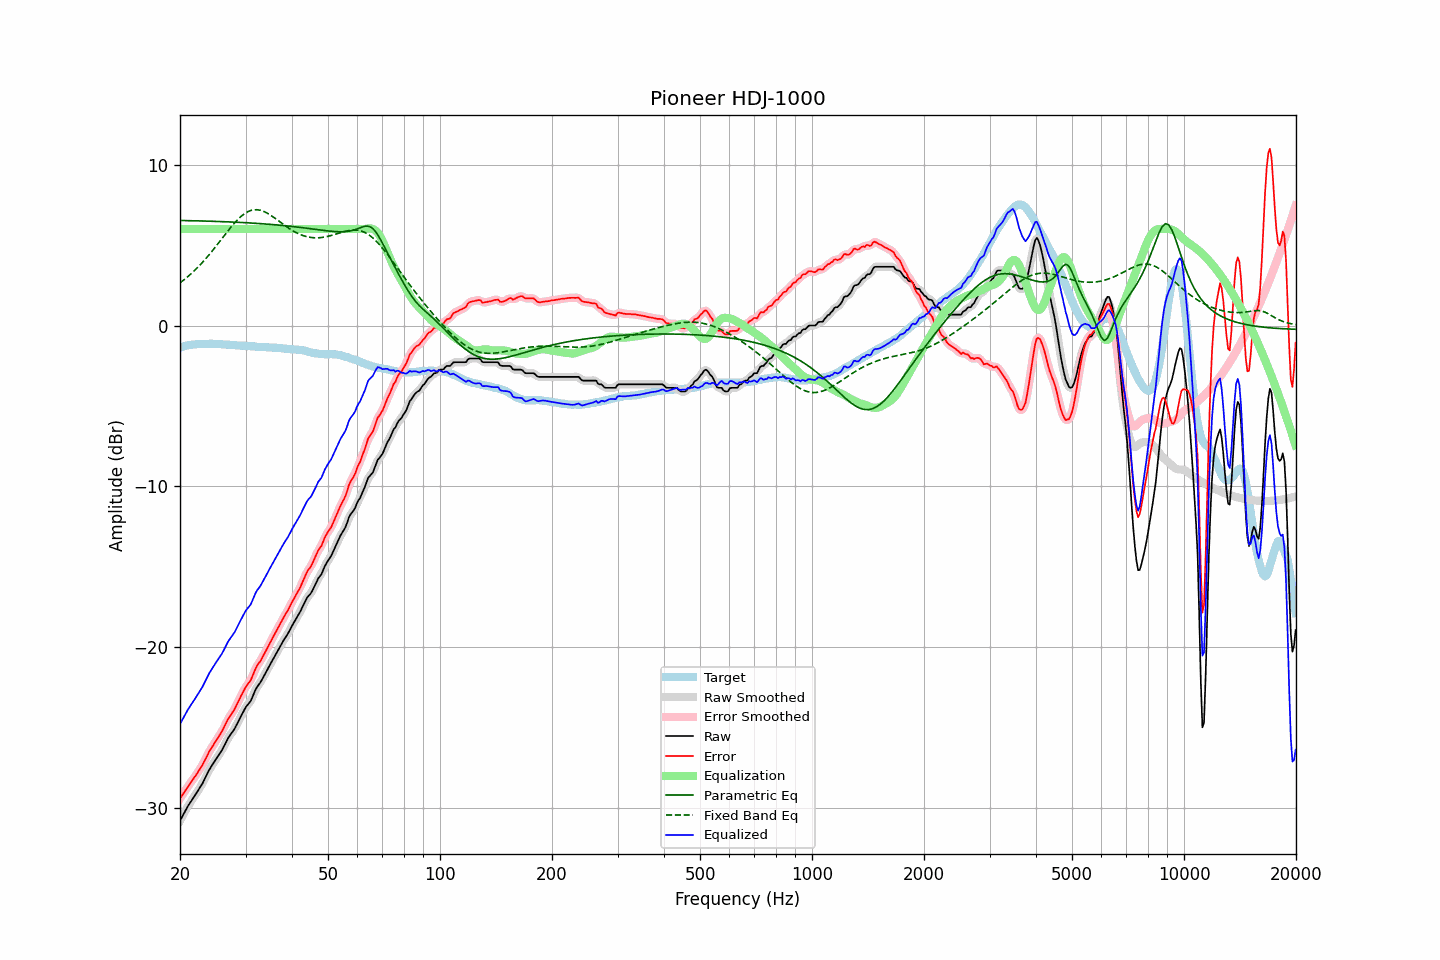 Pioneer HDJ-1000
Amplitude (dBr)
10
0
−10
−20
−30
Target
Raw Smoothed
Error Smoothed
Raw
Error
Equalization
Parametric Eq
Fixed Band Eq
Equalized
20 50 100 200 500 1000 2000 5000 10000 20000
Frequency (Hz)